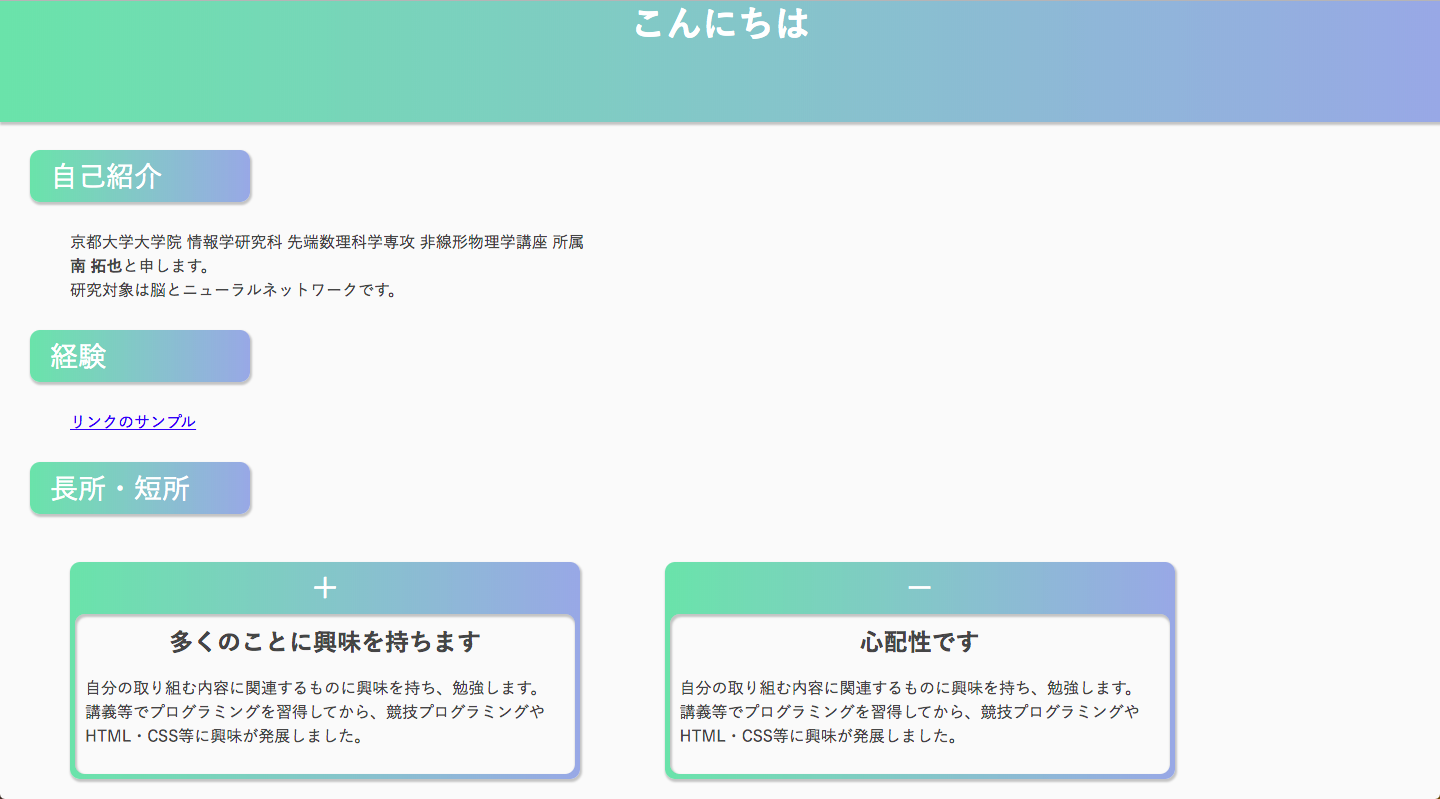 こんにちは
自己紹介
京都大学大学院 情報学研究科 先端数理科学専攻 非線形物理学講座 所属
南 拓也と申します。
研究対象は脳とニューラルネットワークです。
経験
リンクのサンプル
長所・短所
＋
多くのことに興味を持ちます
自分の取り組む内容に関連するものに興味を持ち、勉強します。
講義等でプログラミングを習得してから、競技プログラミングや
HTML・CSS等に興味が発展しました。
－
心配性です
自分の取り組む内容に関連するものに興味を持ち、勉強します。
講義等でプログラミングを習得してから、競技プログラミングや
HTML・CSS等に興味が発展しました。